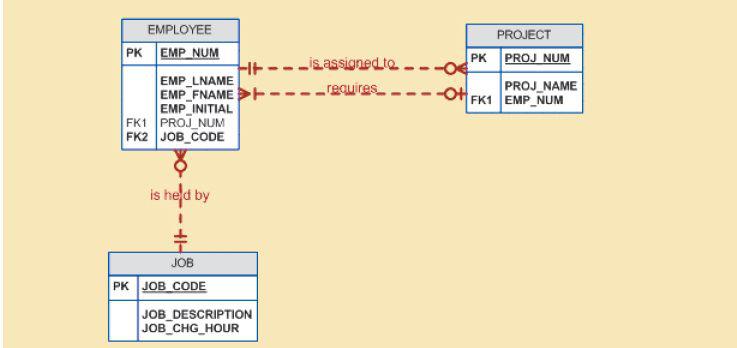 EMPLOYEE
PK EMP_NUM
EMP_LNAME
EMP_FNAME
EMP_INITIAL
FK1 PROJ_NUM
FK2 JOB_CODE
is assigned to
requires
PROJECT
PK PROJ_NUM
PROJ_NAME
FK1 EMP_NUM
is held by
JOB
PK JOB_CODE
JOB_DESCRIPTION
JOB_CHG_HOUR